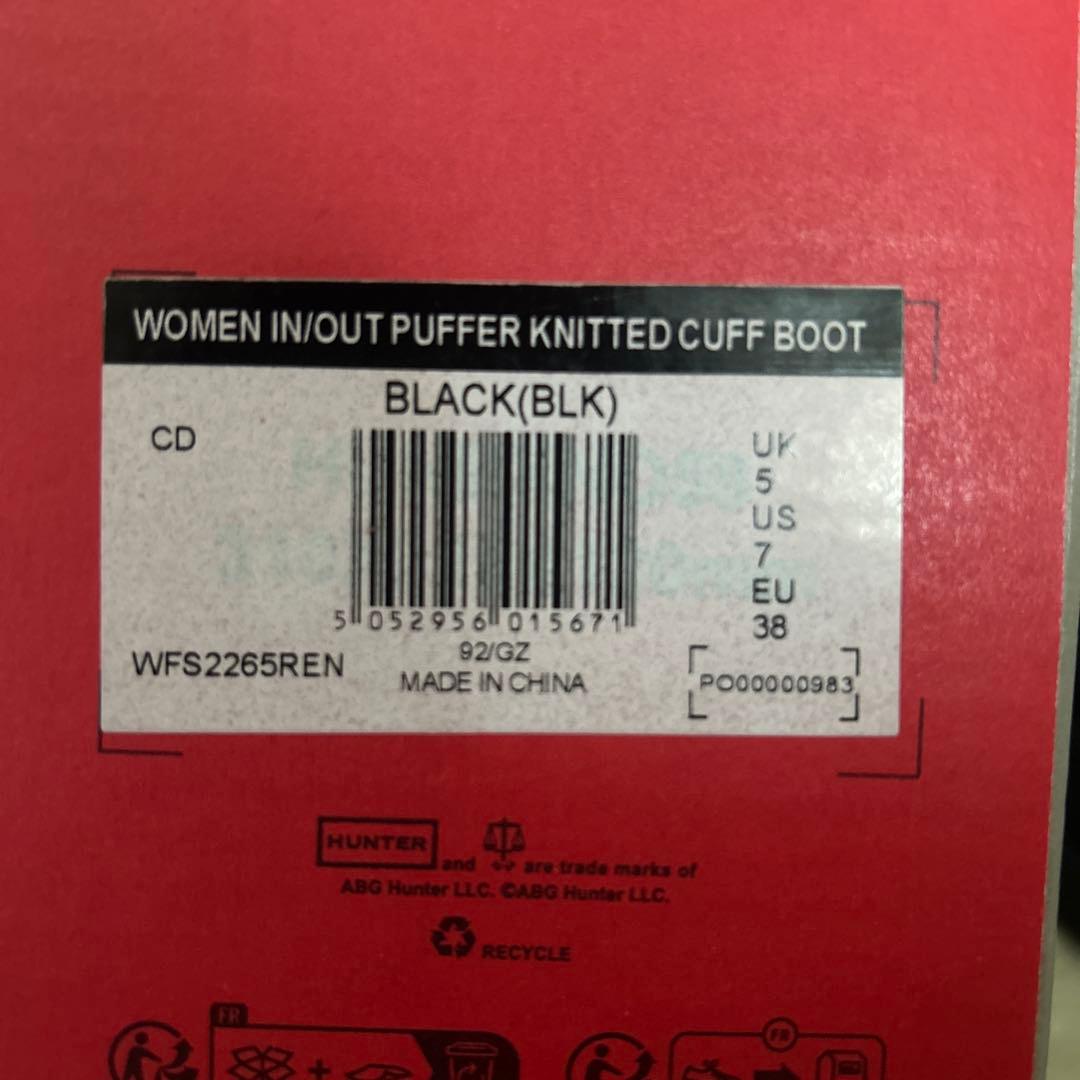 WOMEN IN/OUT PUFFER KNITTED CUFF BOOT
BLACK(BLK)
CD
UK
5
US
7
EU
38
5 052956 015671
92/GZ
WFS2265REN
MADE IN CHINA
PO00000983
HUNTER and are trade marks of
ABG Hunter LLC. ©ABG Hunter LLC.
RECYCLE
FR
FR